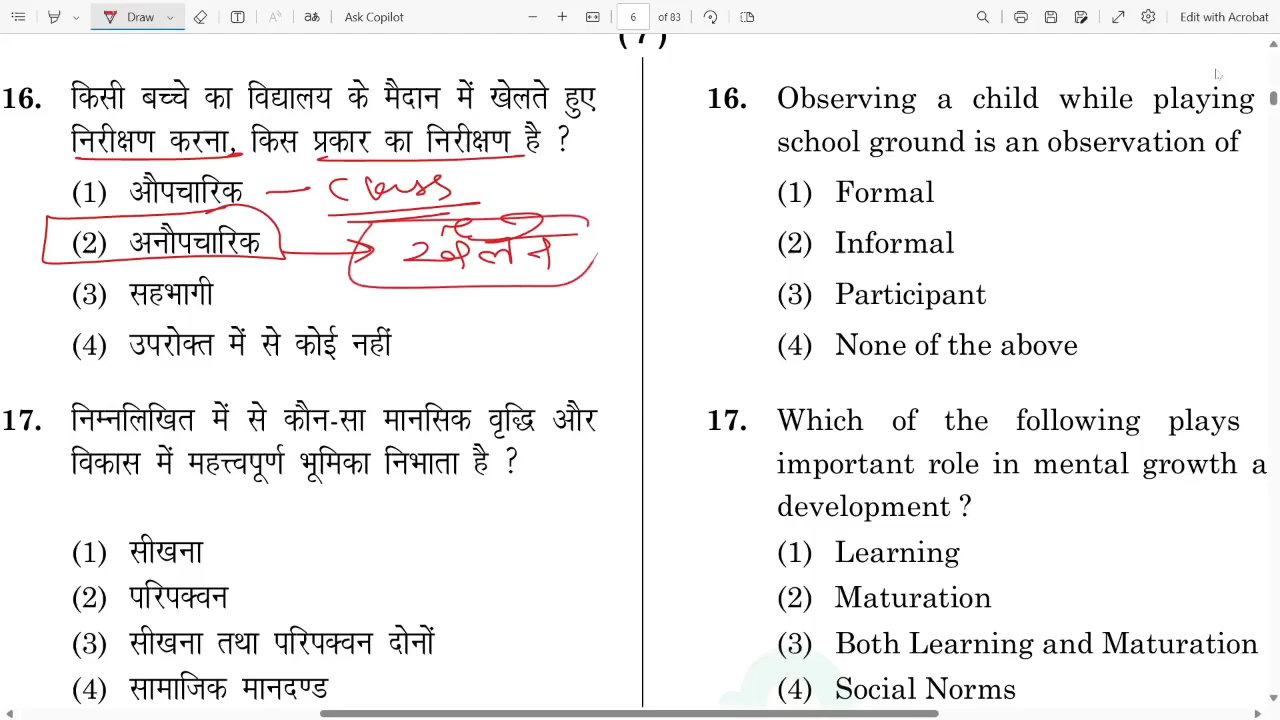 Draw
Ask Copilot
6 of 83
Edit with Acrobat
(7)
16. किसी बच्चे का विद्यालय के मैदान में खेलते हुए
निरीक्षण करना, किस प्रकार का निरीक्षण है ?
(1) औपचारिक — class
(2) अनौपचारिक
(3) सहभागी
(4) उपरोक्त में से कोई नहीं
17. निम्नलिखित में से कौन-सा मानसिक वृद्धि और
विकास में महत्त्वपूर्ण भूमिका निभाता है ?
(1) सीखना
(2) परिपक्वन
(3) सीखना तथा परिपक्वन दोनों
(4) सामाजिक मानदण्ड
16. Observing a child while playing
school ground is an observation of
(1) Formal
(2) Informal
(3) Participant
(4) None of the above
17. Which of the following plays
important role in mental growth a
development ?
(1) Learning
(2) Maturation
(3) Both Learning and Maturation
(4) Social Norms